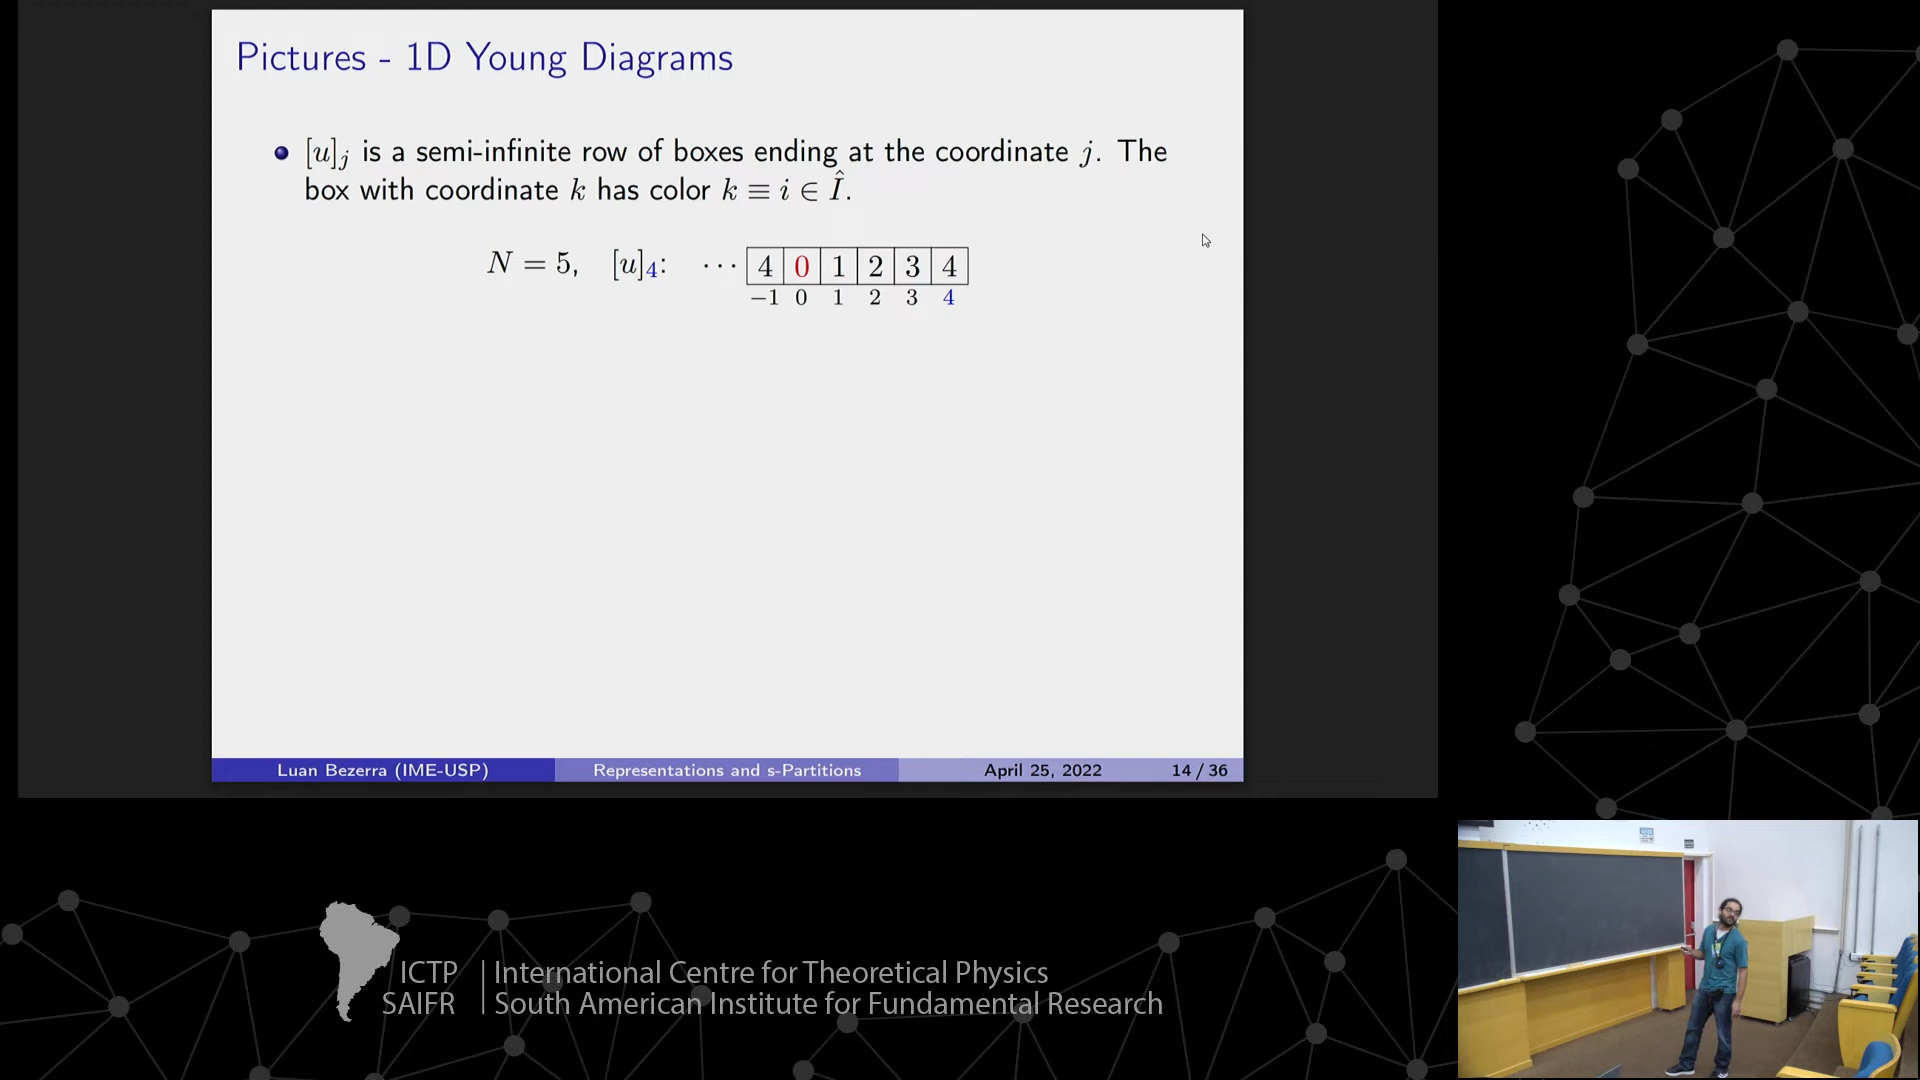 Pictures - 1D Young Diagrams
[u]j is a semi-infinite row of boxes ending at the coordinate j. The
box with coordinate k has color k ≡ i ∈ Î.
N = 5, [u]4: ··· 4 0 1 2 3 4
−1 0 1 2 3 4
Luan Bezerra (IME-USP) Representations and s-Partitions April 25, 2022 14 / 36
ICTP International Centre for Theoretical Physics
SAIFR South American Institute for Fundamental Research